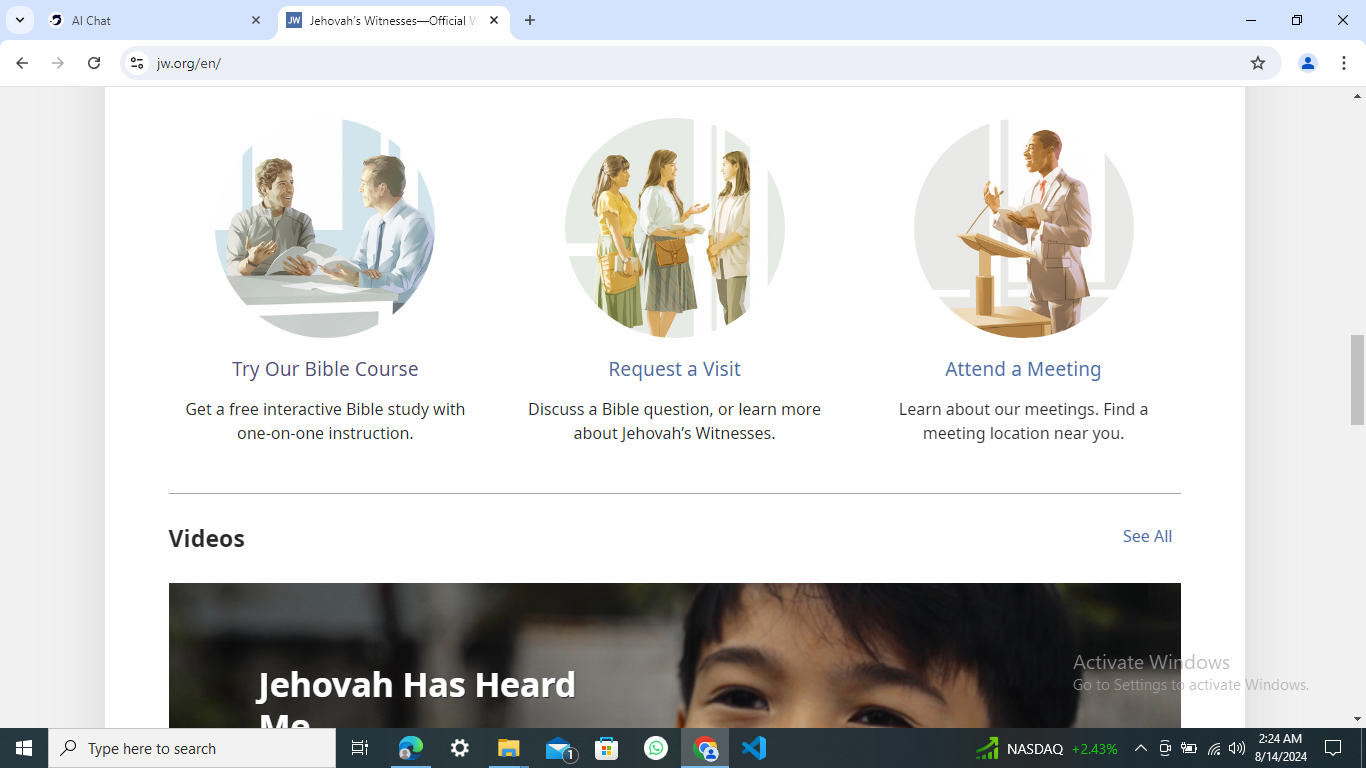 AI Chat
JW
Jehovah's Witnesses—Official W
jw.org/en/
Try Our Bible Course
Get a free interactive Bible study with
one-on-one instruction.
Request a Visit
Discuss a Bible question, or learn more
about Jehovah's Witnesses.
Attend a Meeting
Learn about our meetings. Find a
meeting location near you.
Videos
See All
Jehovah Has Heard
Me
Activate Windows
Go to Settings to activate Windows.
Type here to search
1
NASDAQ +2.43%
2:24 AM
8/14/2024